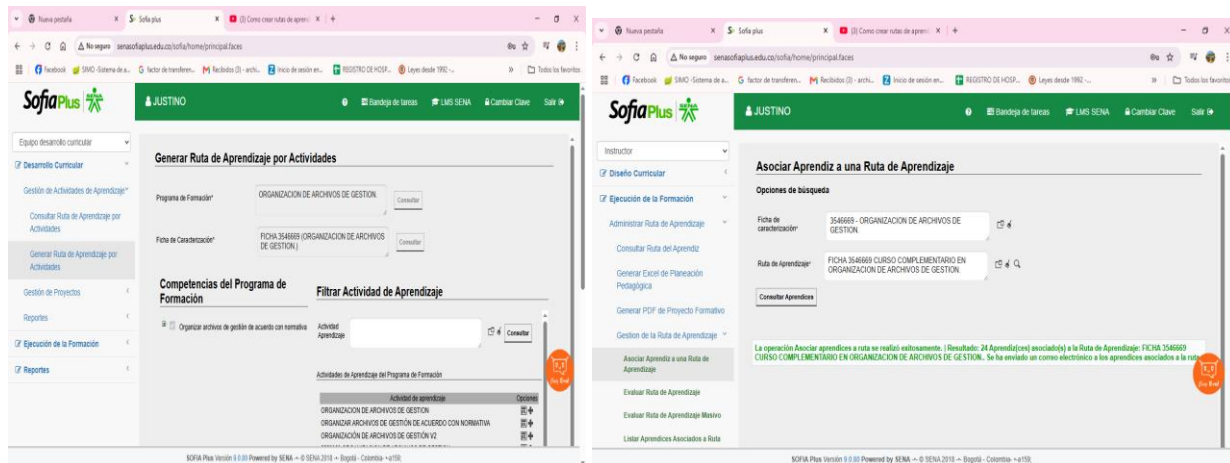 Nueva pestaña
Sofia plus
(3) Como crear rutas de aprend
No seguro senasofiaplus.edu.co/sofia/home/principal.faces
Facebook
SIMO -Sistema de a...
factor de transferen...
Recibidos (3) - archi...
Inicio de sesión en...
REGISTRO DE HOSP...
Leyes desde 1992 -...
Todos los favoritos
SofiaPlus
SENA
JUSTINO
Bandeja de tareas
LMS SENA
Cambiar Clave
Salir
Equipo desarrollo curricular
Desarrollo Curricular
Gestión de Actividades de Aprendizaje
Consultar Ruta de Aprendizaje por
Actividades
Generar Ruta de Aprendizaje por
Actividades
Gestión de Proyectos
Reportes
Ejecución de la Formación
Reportes
Generar Ruta de Aprendizaje por Actividades
Programa de Formación*
ORGANIZACION DE ARCHIVOS DE GESTION.
Consultar
Ficha de Caracterización*
FICHA 3546669 (ORGANIZACION DE ARCHIVOS
DE GESTION.)
Consultar
Competencias del Programa de
Formación
Organizar archivos de gestión de acuerdo con normativa
Filtrar Actividad de Aprendizaje
Actividad
Aprendizaje
Consultar
Actividades de Aprendizaje del Programa de Formación
Actividad de aprendizaje
Opciones
ORGANIZACION DE ARCHIVOS DE GESTION
ORGANIZAR ARCHIVOS DE GESTIÓN DE ACUERDO CON NORMATIVA
ORGANIZACIÓN DE ARCHIVOS DE GESTIÓN V2
SOFIA Plus Versión 9.0.80 Powered by SENA -.- © SENA 2018 -.- Bogotá - Colombia
Nueva pestaña
Sofia plus
(3) Como crear rutas de aprend
No seguro senasofiaplus.edu.co/sofia/home/principal.faces
Facebook
SIMO -Sistema de a...
factor de transferen...
Recibidos (3) - archi...
Inicio de sesión en...
REGISTRO DE HOSP...
Leyes desde 1992 -...
Todos los favoritos
SofiaPlus
SENA
JUSTINO
Bandeja de tareas
LMS SENA
Cambiar Clave
Salir
Instructor
Diseño Curricular
Ejecución de la Formación
Administrar Ruta de Aprendizaje
Consultar Ruta del Aprendiz
Generar Excel de Planeación
Pedagógica
Generar PDF de Proyecto Formativo
Gestion de la Ruta de Aprendizaje
Asociar Aprendiz a una Ruta de
Aprendizaje
Evaluar Ruta de Aprendizaje
Evaluar Ruta de Aprendizaje Masivo
Listar Aprendices Asociados a Ruta
Asociar Aprendiz a una Ruta de Aprendizaje
Opciones de búsqueda
Ficha de
caracterización*
3546669 - ORGANIZACION DE ARCHIVOS DE
GESTION.
Ruta de Aprendizaje*
FICHA 3546669 CURSO COMPLEMENTARIO EN
ORGANIZACION DE ARCHIVOS DE GESTION.
Consultar Aprendices
La operación Asociar aprendices a ruta se realizó exitosamente. | Resultado: 24 Aprendiz(ces) asociado(s) a la Ruta de Aprendizaje: FICHA 3546669
CURSO COMPLEMENTARIO EN ORGANIZACION DE ARCHIVOS DE GESTION.. Se ha enviado un correo electrónico a los aprendices asociados a la ruta
SOFIA Plus Versión 9.0.80 Powered by SENA -.- © SENA 2018 -.- Bogotá - Colombia